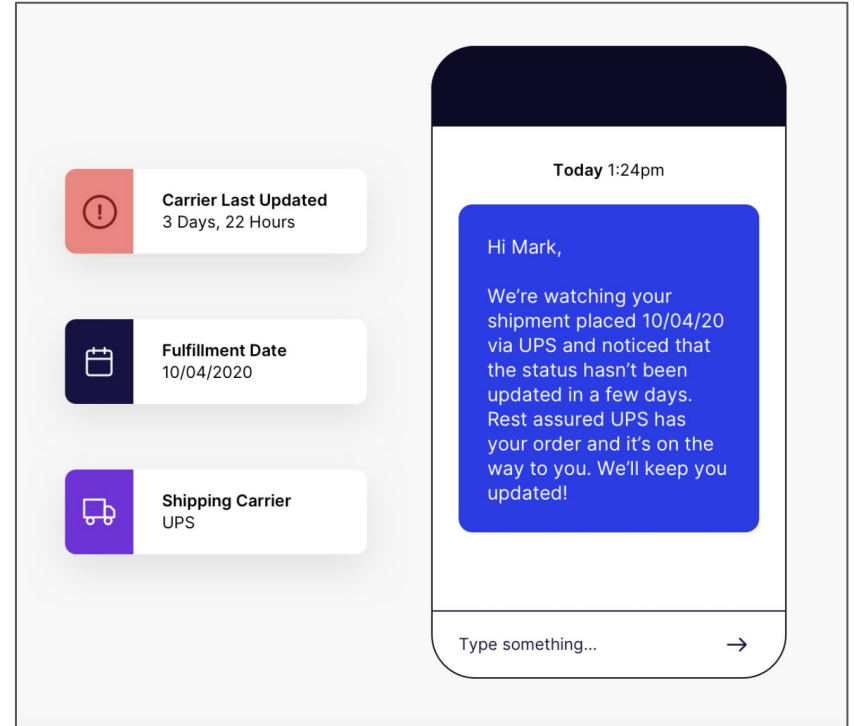 Carrier Last Updated
3 Days, 22 Hours
Fulfillment Date
10/04/2020
Shipping Carrier
UPS
Today 1:24pm
Hi Mark,
We’re watching your
shipment placed 10/04/20
via UPS and noticed that
the status hasn’t been
updated in a few days.
Rest assured UPS has
your order and it’s on the
way to you. We’ll keep you
updated!
Type something...